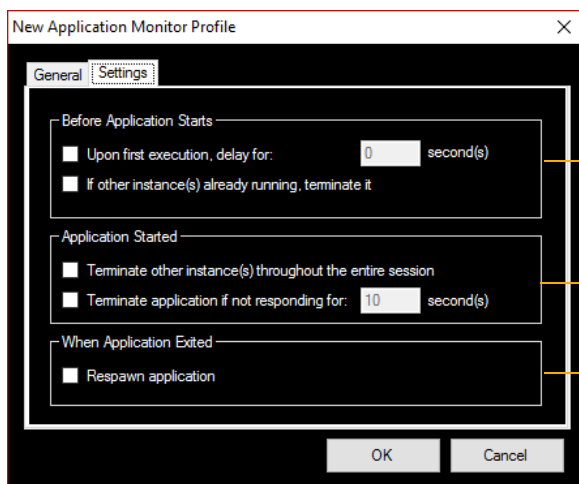 New Application Monitor Profile
General Settings
Before Application Starts
Upon first execution, delay for: 0 second(s)
If other instance(s) already running, terminate it
Application Started
Terminate other instance(s) throughout the entire session
Terminate application if not responding for: 10 second(s)
When Application Exited
Respawn application
OK Cancel